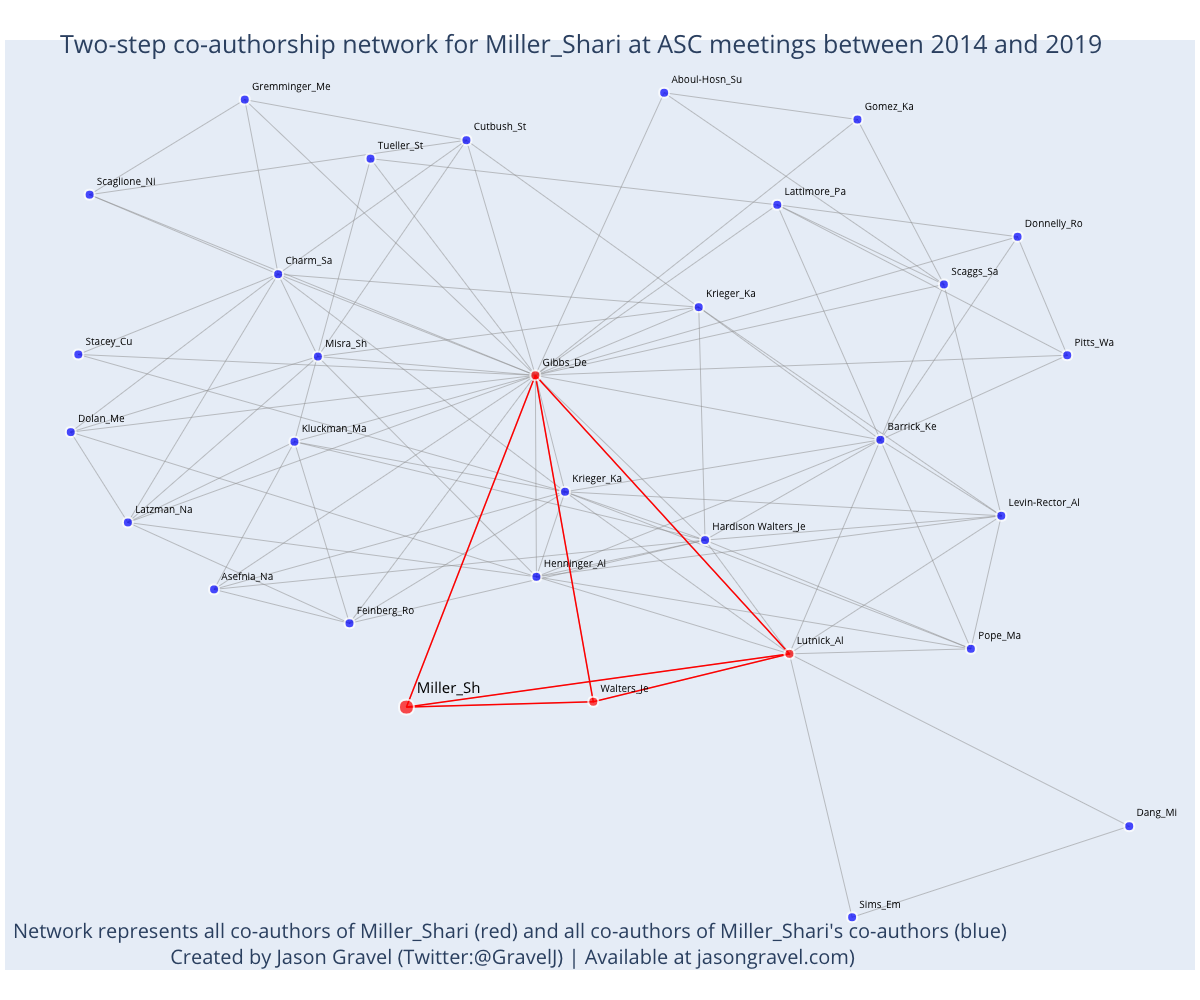 Two-step co-authorship network for Miller_Shari at ASC meetings between 2014 and 2019
Aboul-Hosn_Su
Gremminger_Me
Gomez_Ka
Cutbush_St
Tueller_St
Scaglione_Ni
Lattimore_Pa
Donnelly_Ro
Charm_Sa
Scaggs_Sa
Krieger_Ka
Stacey_Cu
Misra_Sh
Pitts_Wa
Gibbs_De
Dolan_Me
Kluckman_Ma
Barrick_Ke
Krieger_Ka
Latzman_Na
Levin-Rector_Al
Hardison Walters_Je
Henninger_Al
Asefnia_Na
Feinberg_Ro
Lutnick_Al
Pope_Ma
Miller_Sh
Walters_Je
Dang_Mi
Sims_Em
Network represents all co-authors of Miller_Shari (red) and all co-authors of Miller_Shari's co-authors (blue)
Created by Jason Gravel (Twitter:@GravelJ) | Available at jasongravel.com)